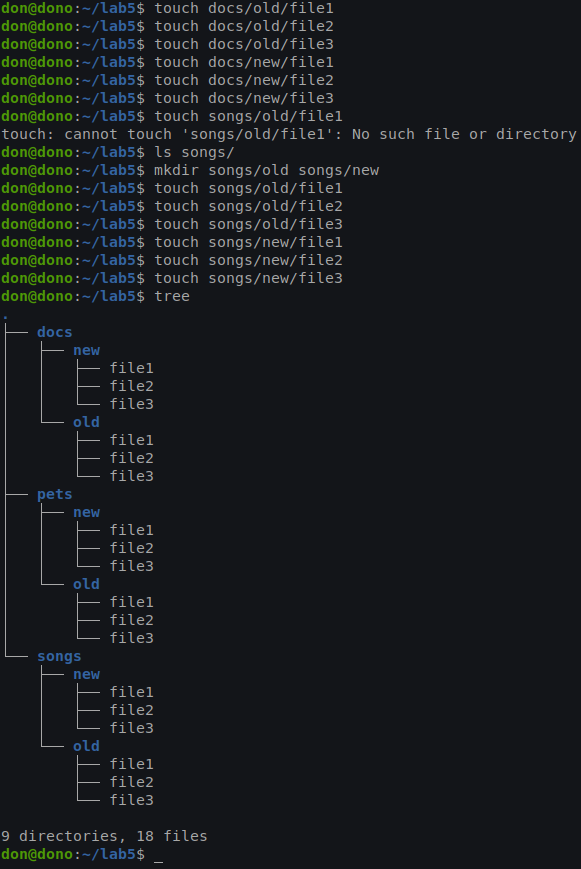 don@dono:~/lab5$ touch docs/old/file1
don@dono:~/lab5$ touch docs/old/file2
don@dono:~/lab5$ touch docs/old/file3
don@dono:~/lab5$ touch docs/new/file1
don@dono:~/lab5$ touch docs/new/file2
don@dono:~/lab5$ touch docs/new/file3
don@dono:~/lab5$ touch songs/old/file1
touch: cannot touch 'songs/old/file1': No such file or directory
don@dono:~/lab5$ ls songs/
don@dono:~/lab5$ mkdir songs/old songs/new
don@dono:~/lab5$ touch songs/old/file1
don@dono:~/lab5$ touch songs/old/file2
don@dono:~/lab5$ touch songs/old/file3
don@dono:~/lab5$ touch songs/new/file1
don@dono:~/lab5$ touch songs/new/file2
don@dono:~/lab5$ touch songs/new/file3
don@dono:~/lab5$ tree
.
├── docs
│   ├── new
│   │   ├── file1
│   │   ├── file2
│   │   └── file3
│   └── old
│       ├── file1
│       ├── file2
│       └── file3
├── pets
│   ├── new
│   │   ├── file1
│   │   ├── file2
│   │   └── file3
│   └── old
│       ├── file1
│       ├── file2
│       └── file3
└── songs
    ├── new
    │   ├── file1
    │   ├── file2
    │   └── file3
    └── old
        ├── file1
        ├── file2
        └── file3
9 directories, 18 files
don@dono:~/lab5$ _